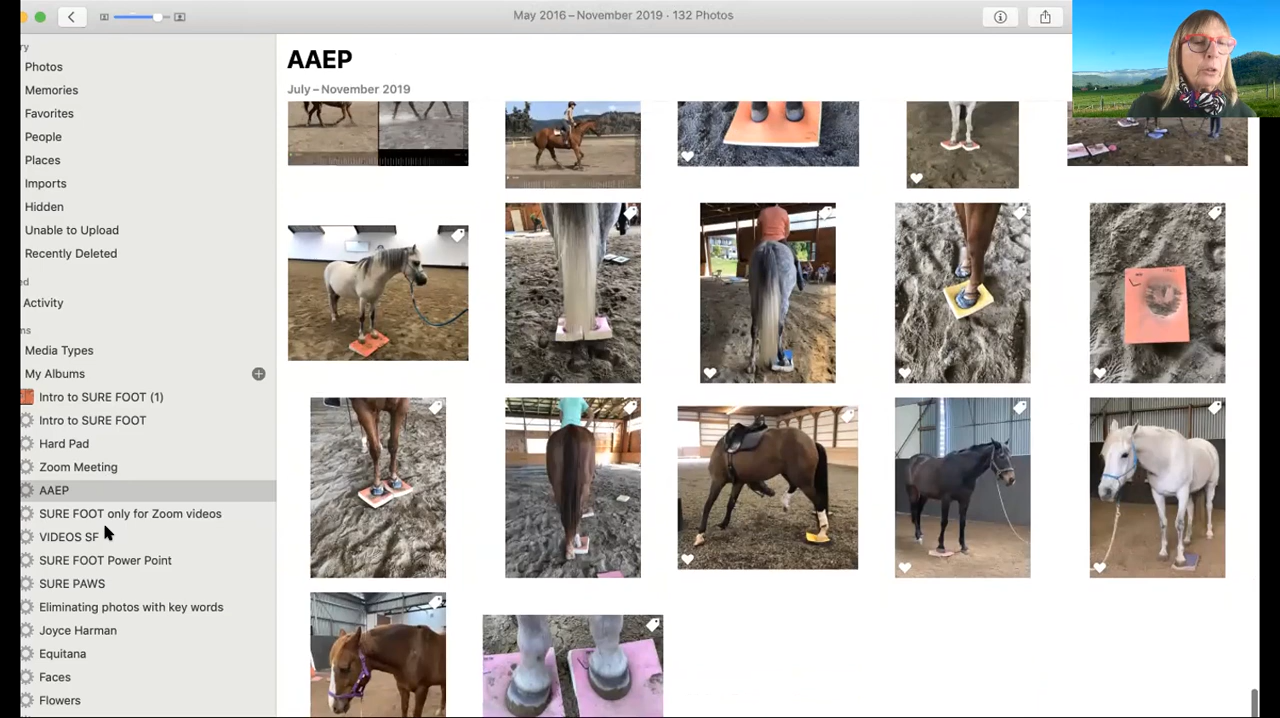 May 2016 – November 2019 · 132 Photos
ry
Photos
Memories
Favorites
People
Places
Imports
Hidden
Unable to Upload
Recently Deleted
ed
Activity
ms
Media Types
My Albums
Intro to SURE FOOT (1)
Intro to SURE FOOT
Hard Pad
Zoom Meeting
AAEP
SURE FOOT only for Zoom videos
VIDEOS SF
SURE FOOT Power Point
SURE PAWS
Eliminating photos with key words
Joyce Harman
Equitana
Faces
Flowers
AAEP
July – November 2019